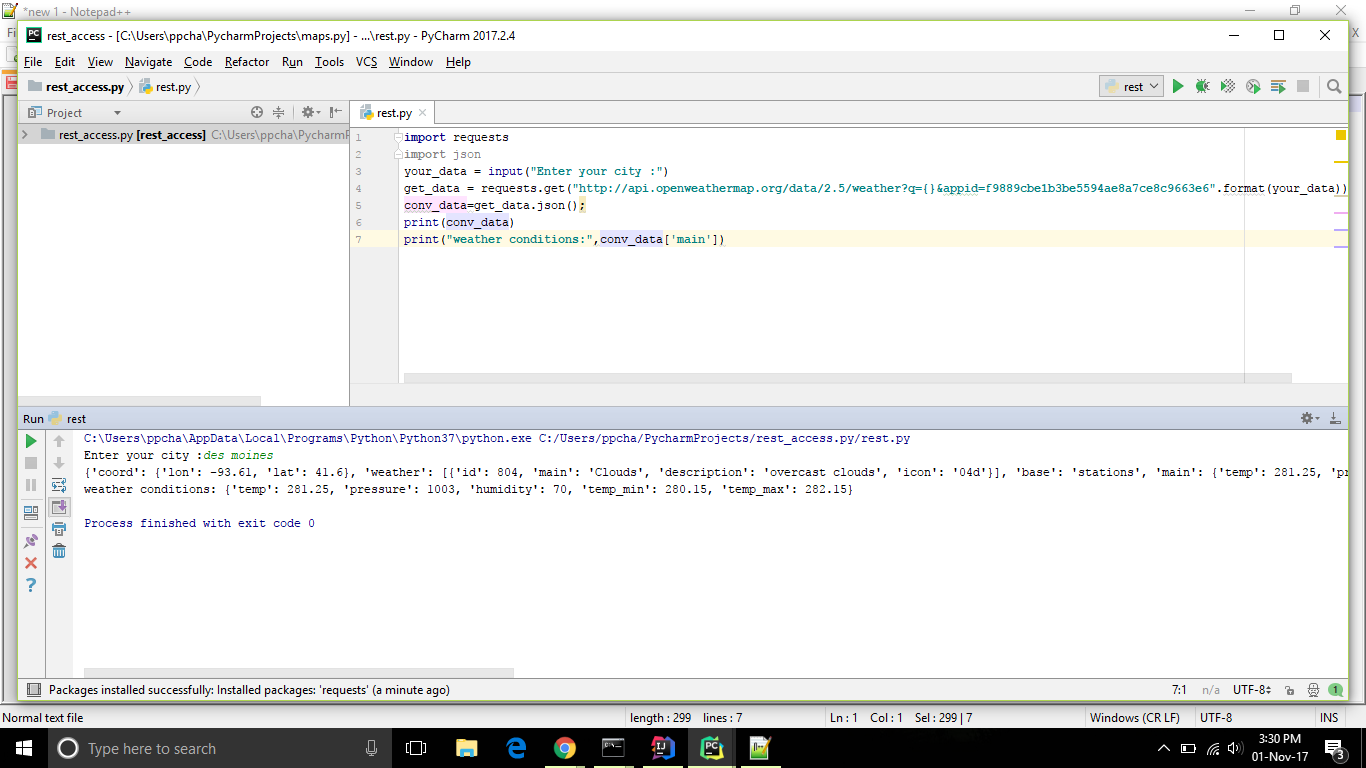 *new 1 - Notepad++
rest_access - [C:\Users\ppcha\PycharmProjects\maps.py] - ...\rest.py - PyCharm 2017.2.4
File Edit View Navigate Code Refactor Run Tools VCS Window Help
rest_access.py rest.py rest
Project rest.py
rest_access.py [rest_access] C:\Users\ppcha\PycharmP
1 import requests
2 import json
3 your_data = input("Enter your city :")
4 get_data = requests.get("http://api.openweathermap.org/data/2.5/weather?q={}&appid=f9889cbe1b3be5594ae8a7ce8c9663e6".format(your_data))
5 conv_data=get_data.json();
6 print(conv_data)
7 print("weather conditions:",conv_data['main'])
Run rest
C:\Users\ppcha\AppData\Local\Programs\Python\Python37\python.exe C:/Users/ppcha/PycharmProjects/rest_access.py/rest.py
Enter your city :des moines
{'coord': {'lon': -93.61, 'lat': 41.6}, 'weather': [{'id': 804, 'main': 'Clouds', 'description': 'overcast clouds', 'icon': '04d'}], 'base': 'stations', 'main': {'temp': 281.25, 'pr
weather conditions: {'temp': 281.25, 'pressure': 1003, 'humidity': 70, 'temp_min': 280.15, 'temp_max': 282.15}
Process finished with exit code 0
Packages installed successfully: Installed packages: 'requests' (a minute ago) 7:1 n/a UTF-8 1
Normal text file length : 299 lines : 7 Ln : 1 Col : 1 Sel : 299 | 7 Windows (CR LF) UTF-8 INS
Type here to search
3:30 PM
01-Nov-17 3